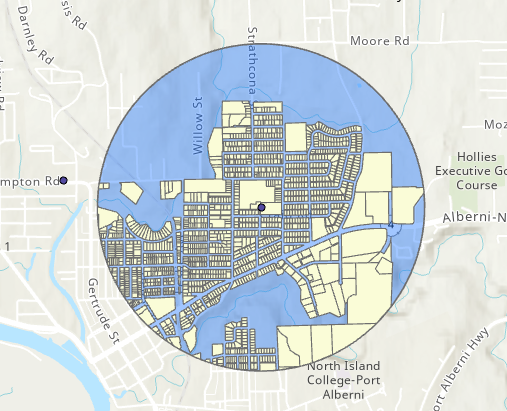 Darnley Rd
sis Rd
Strathcona
Moore Rd
Willow St
Moz
Hollies
Executive Go
Course
mpton Rd
Alberni-N
4
1
Gertrude St
North Island
College-Port
Alberni
ort Alberni Hwy